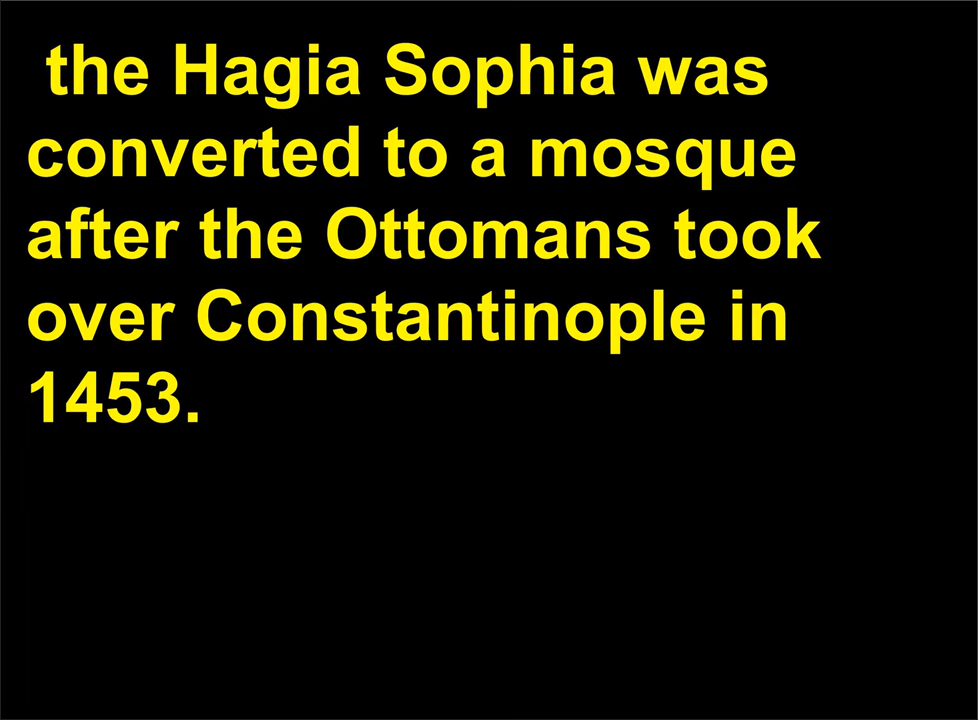 the Hagia Sophia was
converted to a mosque
after the Ottomans took
over Constantinople in
1453.